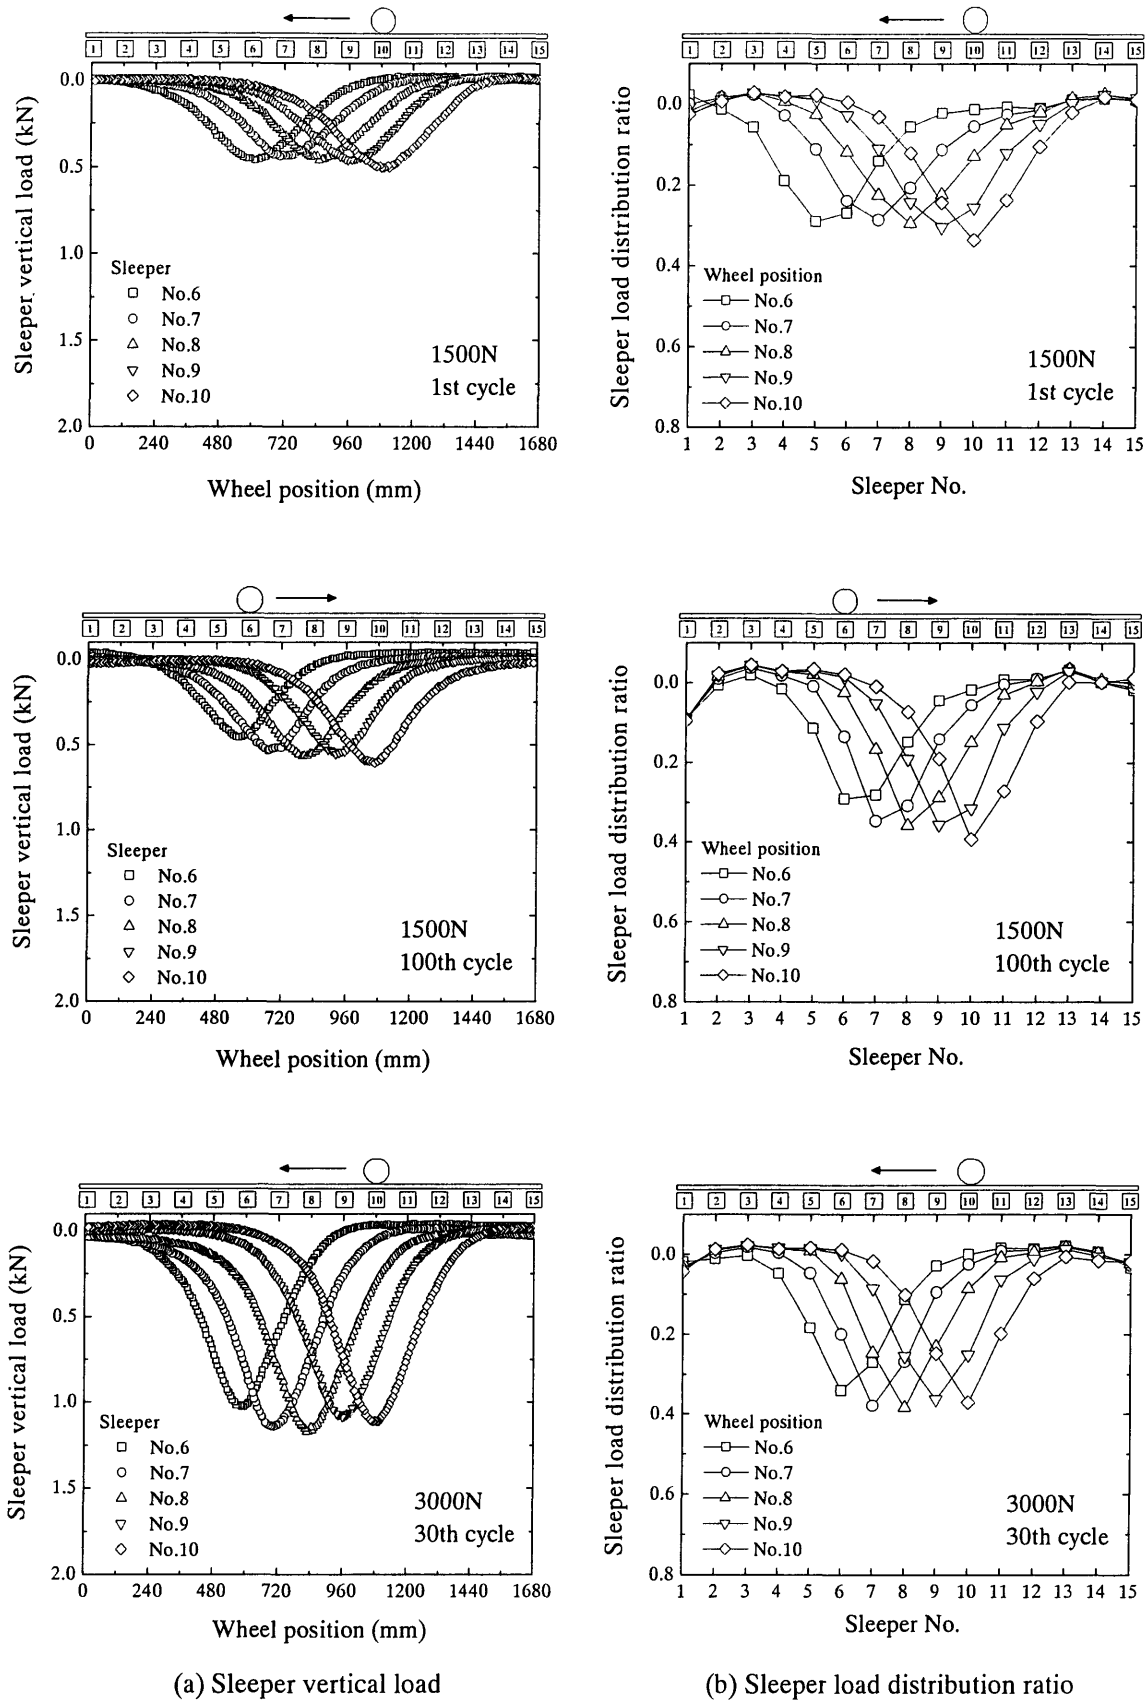 1 2 3 4 5 6 7 8 9 10 11 12 13 14 15
0.0
0.5
1.0
1.5
2.0
Sleeper vertical load (kN)
Sleeper
No.6
No.7
No.8
No.9
No.10
1500N
1st cycle
0 240 480 720 960 1200 1440 1680
Wheel position (mm)
1 2 3 4 5 6 7 8 9 10 11 12 13 14 15
0.0
0.2
0.4
0.6
0.8
Sleeper load distribution ratio
Wheel position
No.6
No.7
No.8
No.9
No.10
1500N
1st cycle
1 2 3 4 5 6 7 8 9 10 11 12 13 14 15
Sleeper No.
1 2 3 4 5 6 7 8 9 10 11 12 13 14 15
0.0
0.5
1.0
1.5
2.0
Sleeper vertical load (kN)
Sleeper
No.6
No.7
No.8
No.9
No.10
1500N
100th cycle
0 240 480 720 960 1200 1440 1680
Wheel position (mm)
1 2 3 4 5 6 7 8 9 10 11 12 13 14 15
0.0
0.2
0.4
0.6
0.8
Sleeper load distribution ratio
Wheel position
No.6
No.7
No.8
No.9
No.10
1500N
100th cycle
1 2 3 4 5 6 7 8 9 10 11 12 13 14 15
Sleeper No.
1 2 3 4 5 6 7 8 9 10 11 12 13 14 15
0.0
0.5
1.0
1.5
2.0
Sleeper vertical load (kN)
Sleeper
No.6
No.7
No.8
No.9
No.10
3000N
30th cycle
0 240 480 720 960 1200 1440 1680
Wheel position (mm)
1 2 3 4 5 6 7 8 9 10 11 12 13 14 15
0.0
0.2
0.4
0.6
0.8
Sleeper load distribution ratio
Wheel position
No.6
No.7
No.8
No.9
No.10
3000N
30th cycle
1 2 3 4 5 6 7 8 9 10 11 12 13 14 15
Sleeper No.
(a) Sleeper vertical load
(b) Sleeper load distribution ratio